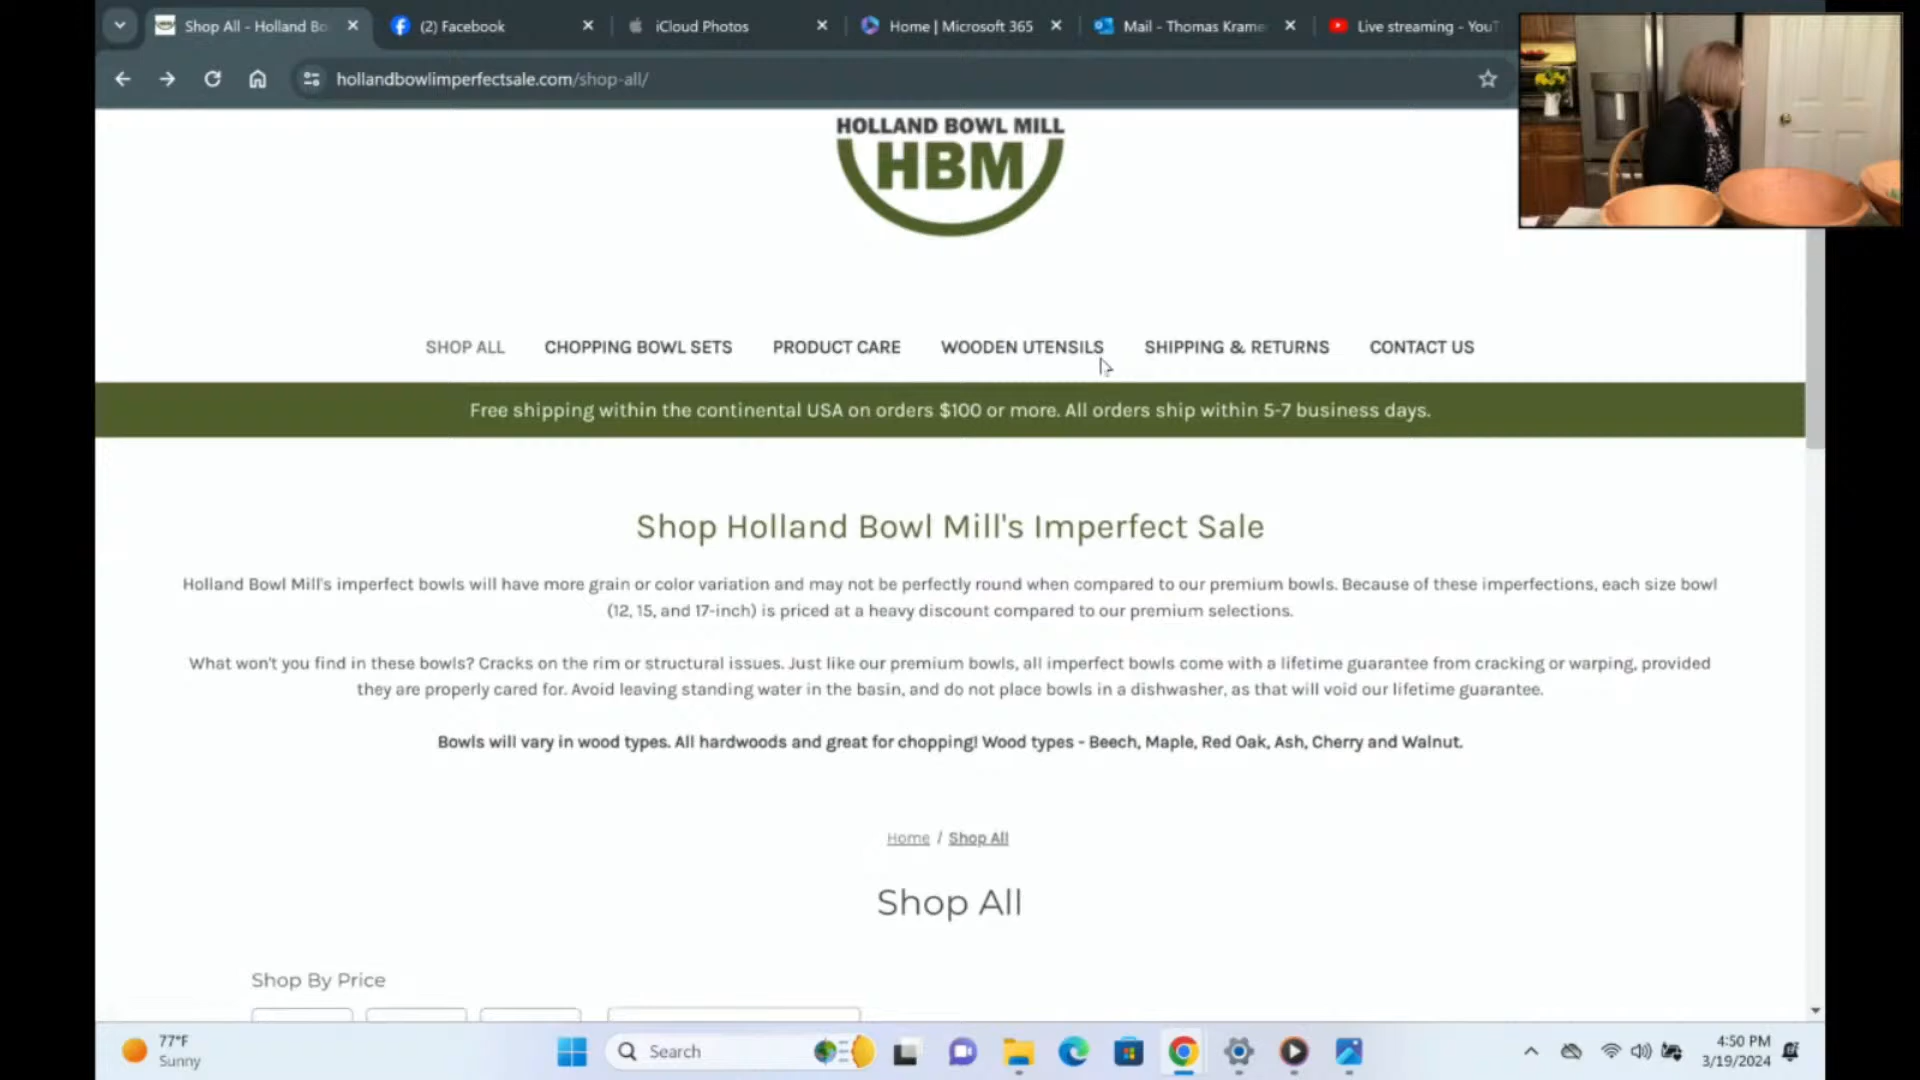 Shop All - Holland Bo
(2) Facebook
iCloud Photos
Home | Microsoft 365
Mail - Thomas Krame
Live streaming - YouT
hollandbowlimperfectsale.com/shop-all/
HOLLAND BOWL MILL
HBM
SHOP ALL
CHOPPING BOWL SETS
PRODUCT CARE
WOODEN UTENSILS
SHIPPING & RETURNS
CONTACT US
Free shipping within the continental USA on orders $100 or more. All orders ship within 5-7 business days.
Shop Holland Bowl Mill's Imperfect Sale
Holland Bowl Mill's imperfect bowls will have more grain or color variation and may not be perfectly round when compared to our premium bowls. Because of these imperfections, each size bowl
(12, 15, and 17-inch) is priced at a heavy discount compared to our premium selections.
What won't you find in these bowls? Cracks on the rim or structural issues. Just like our premium bowls, all imperfect bowls come with a lifetime guarantee from cracking or warping, provided
they are properly cared for. Avoid leaving standing water in the basin, and do not place bowls in a dishwasher, as that will void our lifetime guarantee.
Bowls will vary in wood types. All hardwoods and great for chopping! Wood types - Beech, Maple, Red Oak, Ash, Cherry and Walnut.
Home / Shop All
Shop All
Shop By Price
77°F
Sunny
Search
4:50 PM
3/19/2024